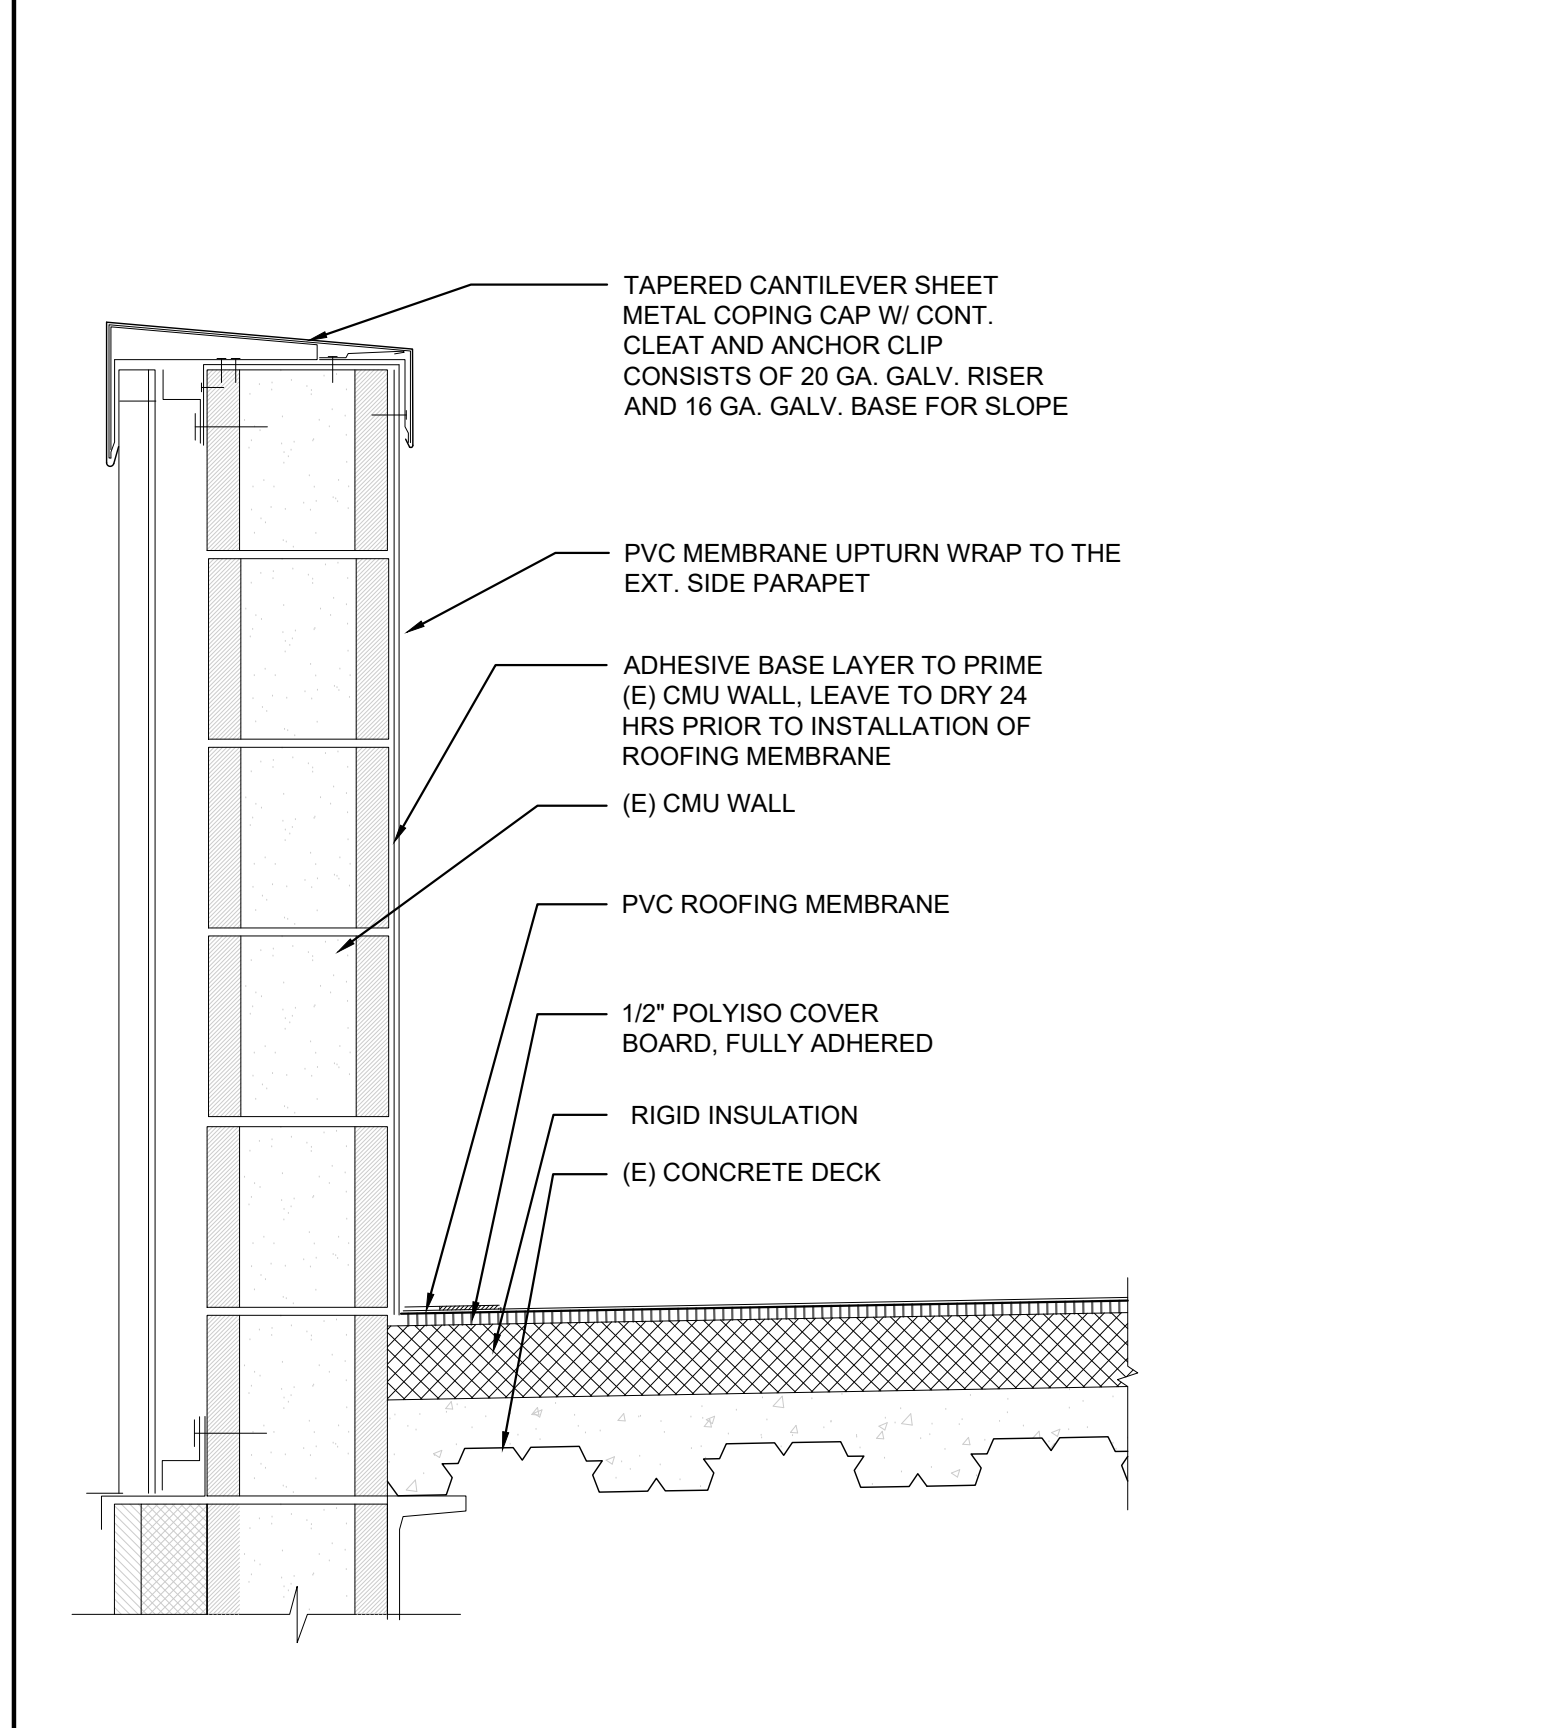 TAPERED CANTILEVER SHEET
METAL COPING CAP W/ CONT.
CLEAT AND ANCHOR CLIP
CONSISTS OF 20 GA. GALV. RISER
AND 16 GA. GALV. BASE FOR SLOPE
PVC MEMBRANE UPTURN WRAP TO THE
EXT. SIDE PARAPET
ADHESIVE BASE LAYER TO PRIME
(E) CMU WALL, LEAVE TO DRY 24
HRS PRIOR TO INSTALLATION OF
ROOFING MEMBRANE
(E) CMU WALL
PVC ROOFING MEMBRANE
1/2" POLYISO COVER
BOARD, FULLY ADHERED
RIGID INSULATION
(E) CONCRETE DECK